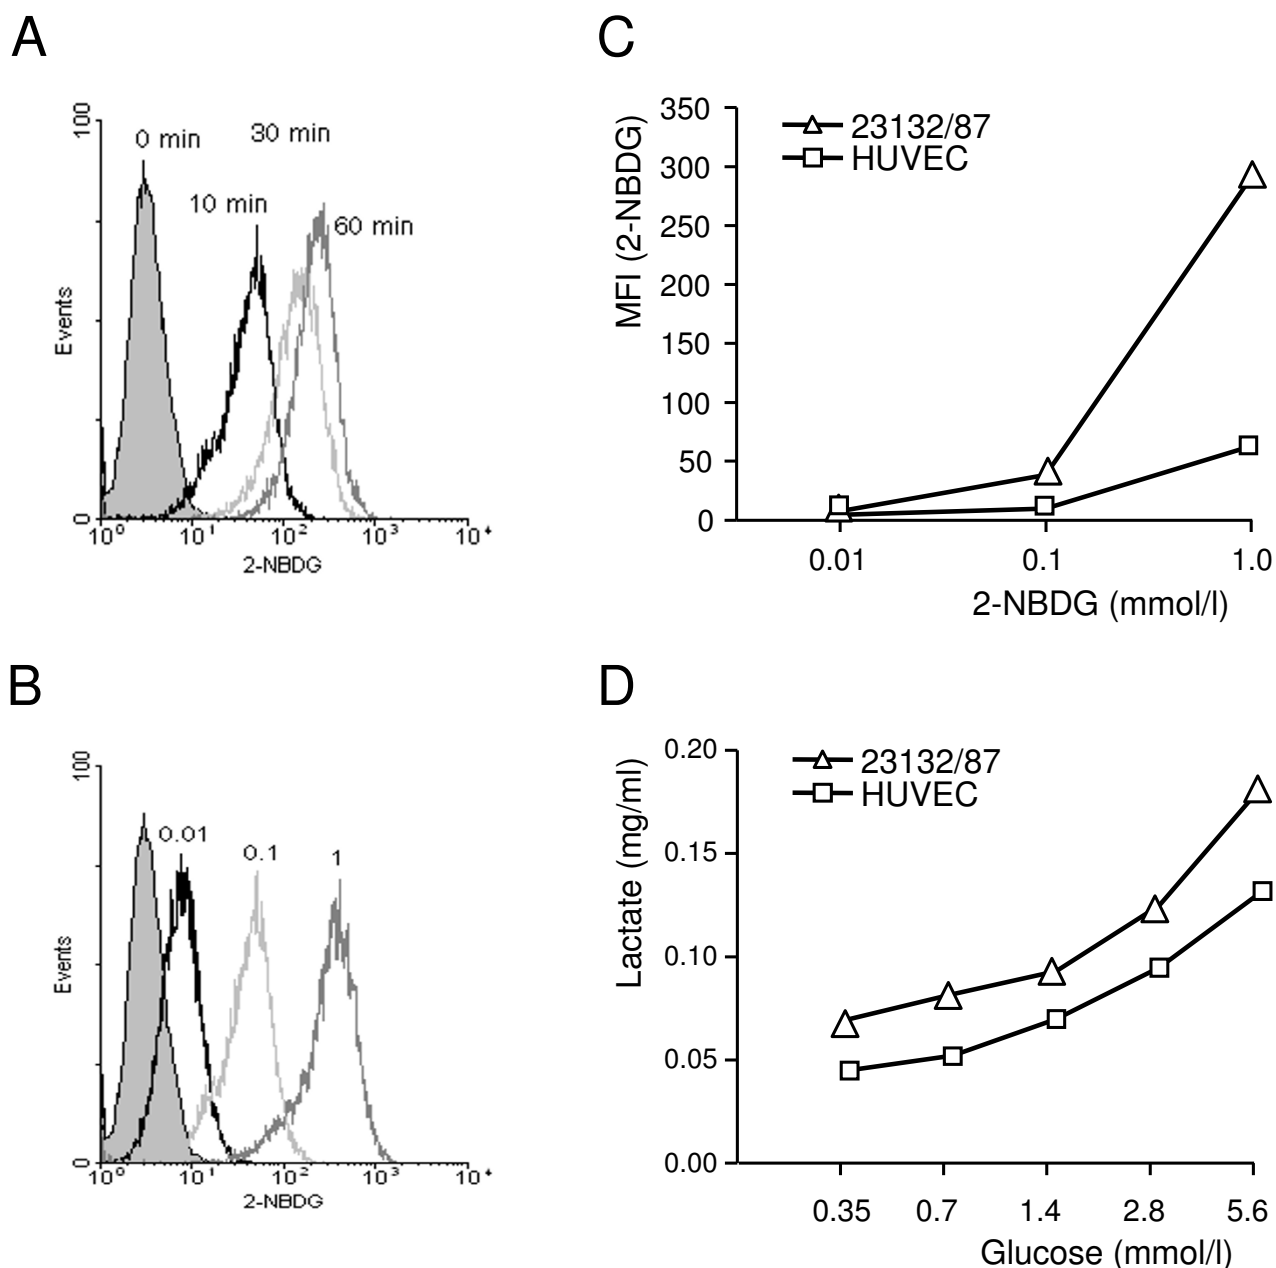 A
100
0 min
30 min
10 min
60 min
Events
0
10⁰
10¹
10²
10³
10⁴
2-NBDG
C
MFI (2-NBDG)
350
300
250
200
150
100
50
0
23132/87
HUVEC
0.01
0.1
1.0
2-NBDG (mmol/l)
B
100
0.01
0.1
1
Events
0
10⁰
10¹
10²
10³
10⁴
2-NBDG
D
Lactate (mg/ml)
0.20
0.15
0.10
0.05
0.00
23132/87
HUVEC
0.35
0.7
1.4
2.8
5.6
Glucose (mmol/l)